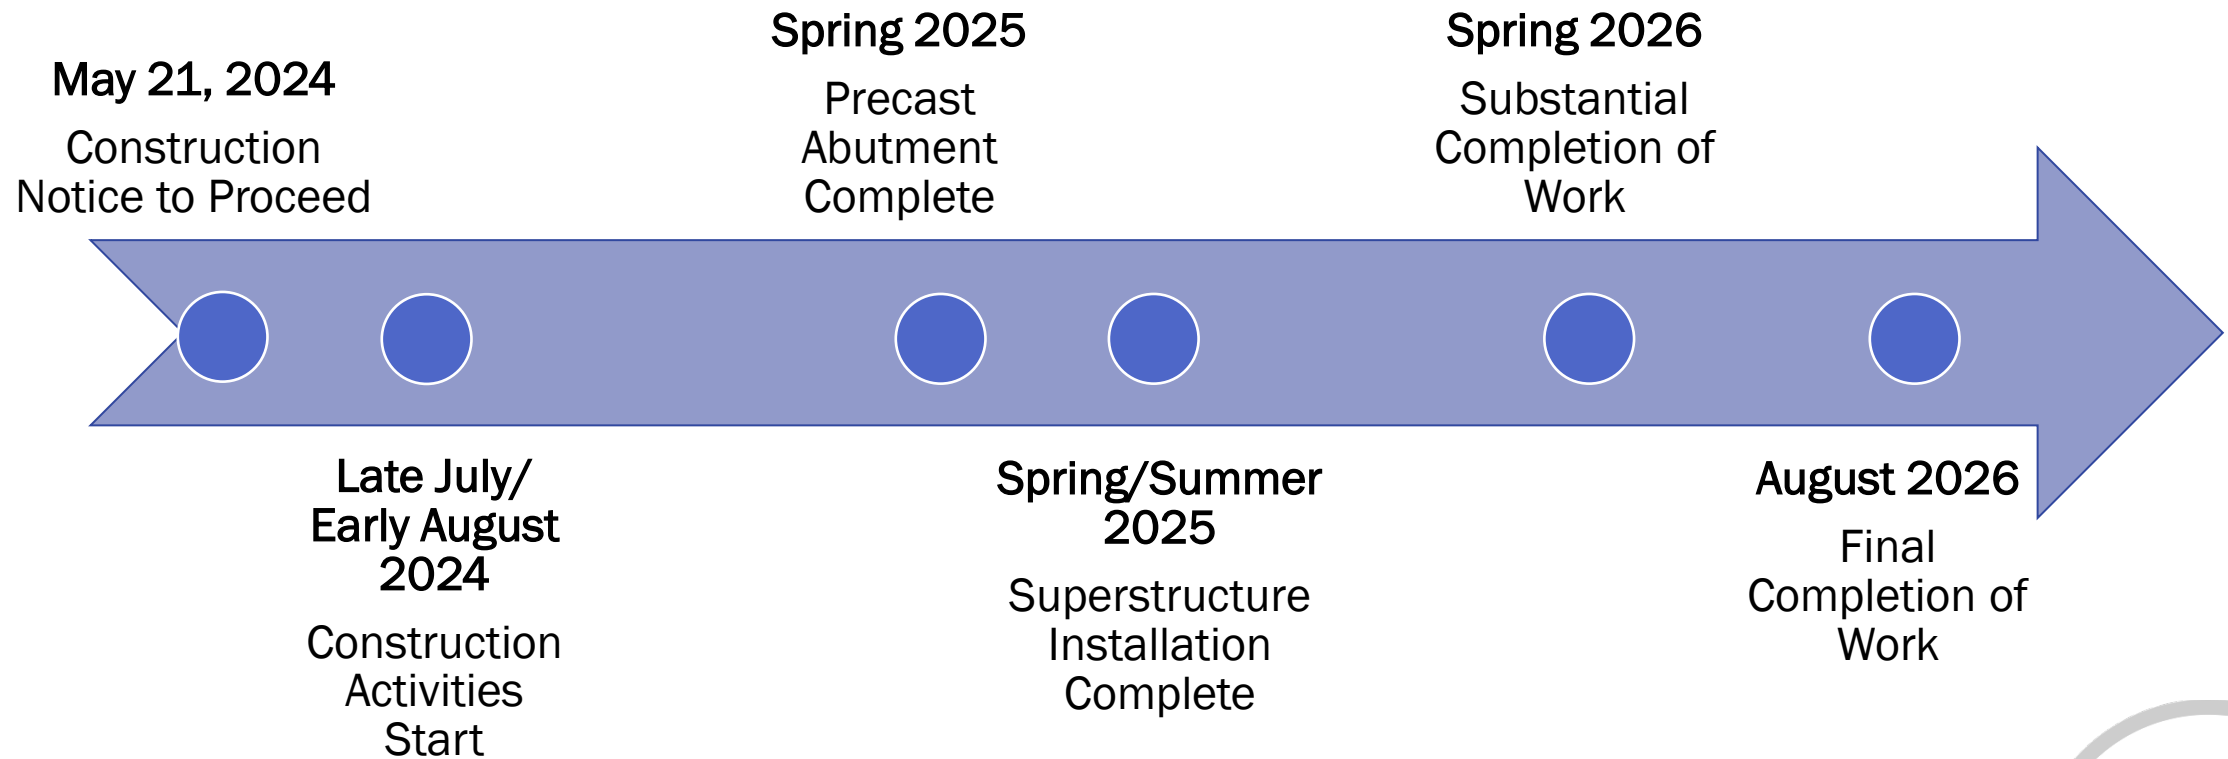 May 21, 2024
Construction
Notice to Proceed
Late July/
Early August
2024
Construction
Activities
Start
Spring 2025
Precast
Abutment
Complete
Spring/Summer
2025
Superstructure
Installation
Complete
Spring 2026
Substantial
Completion of
Work
August 2026
Final
Completion of
Work